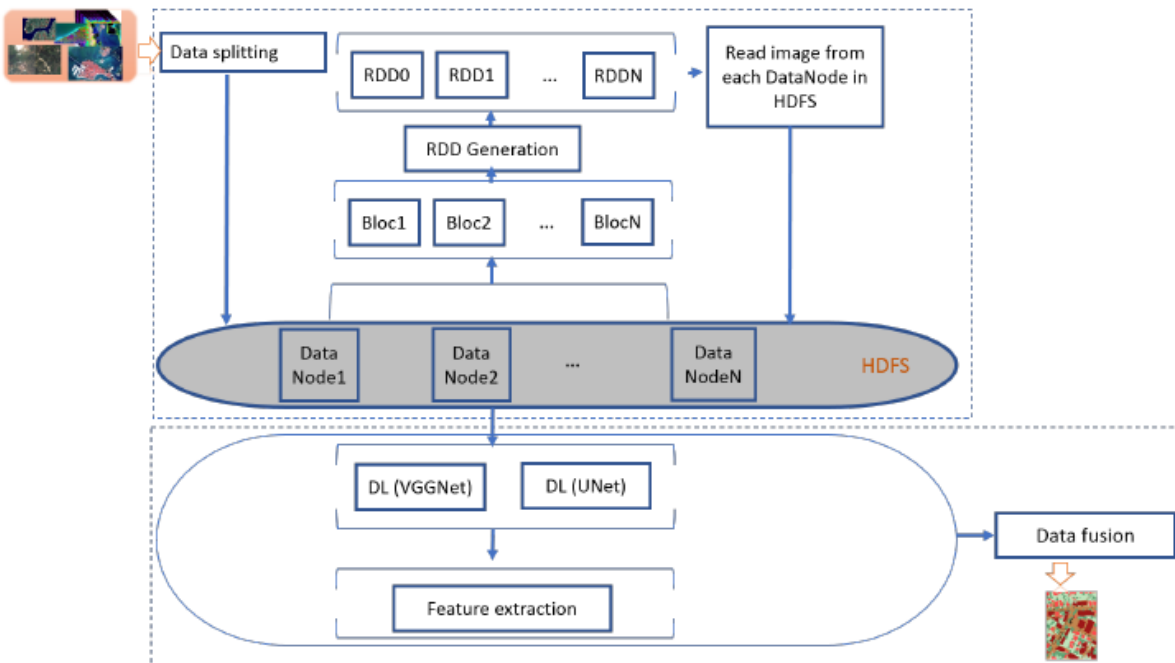 Data splitting
RDD0
RDD1
...
RDDN
Read image from
each DataNode in
HDFS
RDD Generation
Bloc1
Bloc2
...
BlocN
Data
Node1
Data
Node2
...
Data
NodeN
HDFS
DL (VGGNet)
DL (UNet)
Data fusion
Feature extraction